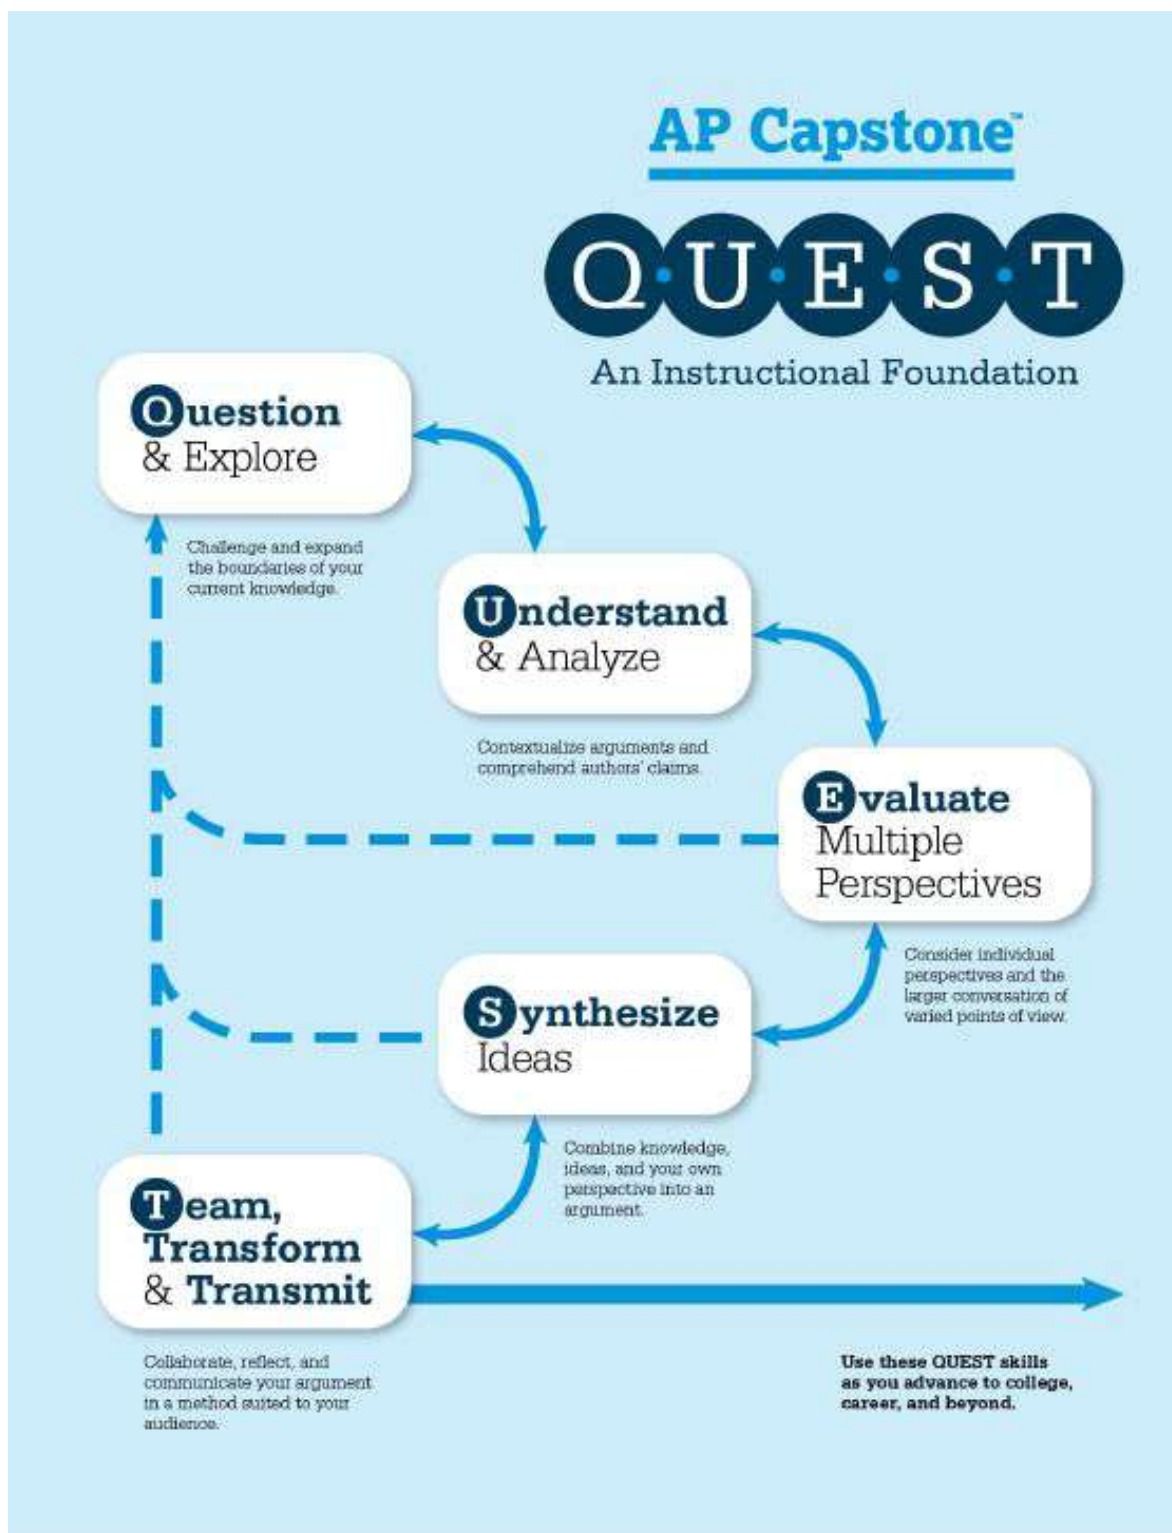 AP Capstone™
Q·U·E·S·T
An Instructional Foundation
Question
& Explore
Challenge and expand
the boundaries of your
current knowledge.
Understand
& Analyze
Contextualize arguments and
comprehend authors' claims.
Evaluate
Multiple
Perspectives
Consider individual
perspectives and the
larger conversation of
varied points of view.
Synthesize
Ideas
Combine knowledge,
ideas, and your own
perspective into an
argument.
Team,
Transform
& Transmit
Collaborate, reflect, and
communicate your argument
in a method suited to your
audience.
Use these QUEST skills
as you advance to college,
career, and beyond.